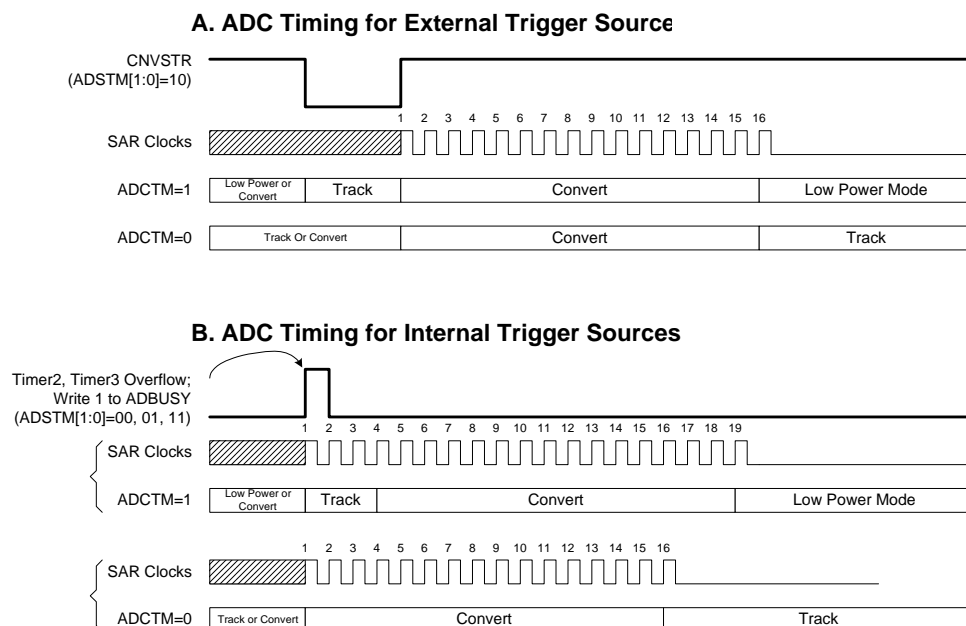 A. ADC Timing for External Trigger Source
CNVSTR
(ADSTM[1:0]=10)
1 2 3 4 5 6 7 8 9 10 11 12 13 14 15 16
SAR Clocks
ADCTM=1
Low Power or
Convert
Track
Convert
Low Power Mode
ADCTM=0
Track Or Convert
Convert
Track
B. ADC Timing for Internal Trigger Sources
Timer2, Timer3 Overflow;
Write 1 to ADBUSY
(ADSTM[1:0]=00, 01, 11)
1 2 3 4 5 6 7 8 9 10 11 12 13 14 15 16 17 18 19
SAR Clocks
ADCTM=1
Low Power or
Convert
Track
Convert
Low Power Mode
1 2 3 4 5 6 7 8 9 10 11 12 13 14 15 16
SAR Clocks
ADCTM=0
Track or Convert
Convert
Track